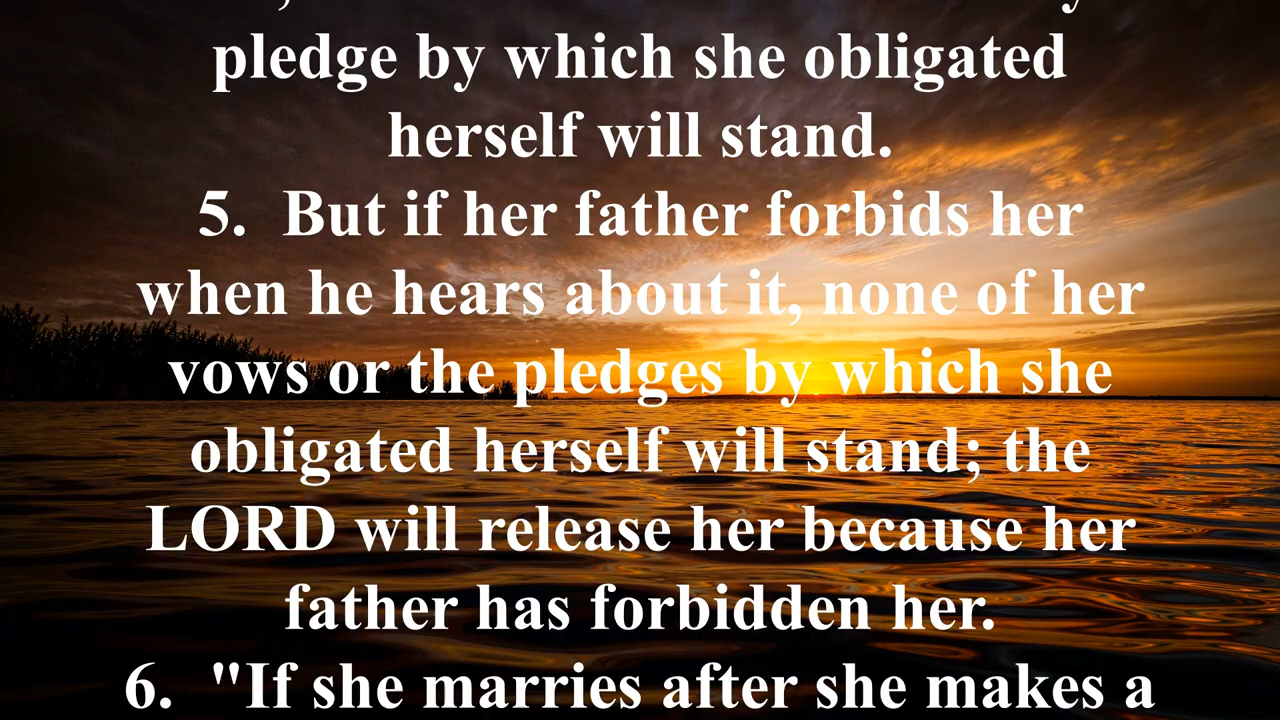 pledge by which she obligated
herself will stand.
5. But if her father forbids her
when he hears about it, none of her
vows or the pledges by which she
obligated herself will stand; the
LORD will release her because her
father has forbidden her.
6. "If she marries after she makes a